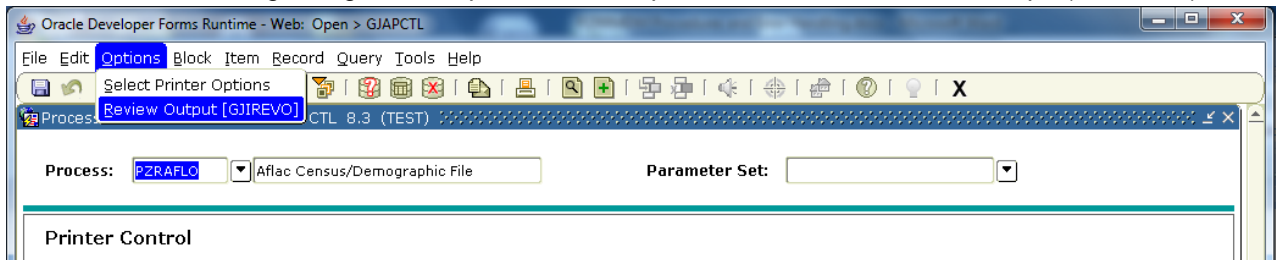 Oracle Developer Forms Runtime - Web: Open > GJAPCTL
File Edit Options Block Item Record Query Tools Help
Select Printer Options
Review Output [GJIREVO]
X
Process CTL 8.3 (TEST)
Process: PZRAFLO Aflac Census/Demographic File Parameter Set:
Printer Control